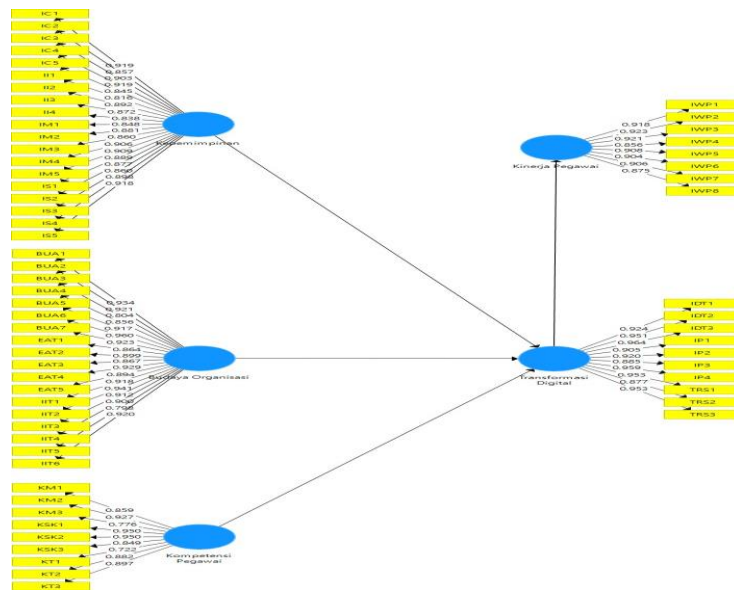 IC1
IC2
IC3
IC4
IC5
II1
II2
II3
II4
IM1
IM2
IM3
IM4
IM5
IS1
IS2
IS3
IS4
IS5
0.919
0.857
0.903
0.919
0.845
0.818
0.892
0.872
0.838
0.848
0.881
0.860
0.906
0.909
0.889
0.877
0.860
0.898
0.918
Kepemimpinan
BUA1
BUA2
BUA3
BUA4
BUA5
BUA6
BUA7
EAT1
EAT2
EAT3
EAT4
EAT5
IIT1
IIT2
IIT3
IIT4
IIT5
IIT6
0.934
0.921
0.804
0.856
0.917
0.960
0.923
0.864
0.899
0.867
0.929
0.894
0.918
0.941
0.912
0.900
0.798
0.920
Budaya Organisasi
KM1
KM2
KM3
KSK1
KSK2
KSK3
KT1
KT2
KT3
0.859
0.927
0.776
0.950
0.950
0.849
0.722
0.882
0.897
Kompetensi
Pegawai
Kinerja Pegawai
0.918
0.923
0.921
0.856
0.908
0.904
0.906
0.875
IWP1
IWP2
IWP3
IWP4
IWP5
IWP6
IWP7
IWP8
Transformasi
Digital
0.924
0.951
0.964
0.905
0.920
0.885
0.959
0.953
0.877
0.953
IDT1
IDT2
IDT3
IP1
IP2
IP3
IP4
TRS1
TRS2
TRS3